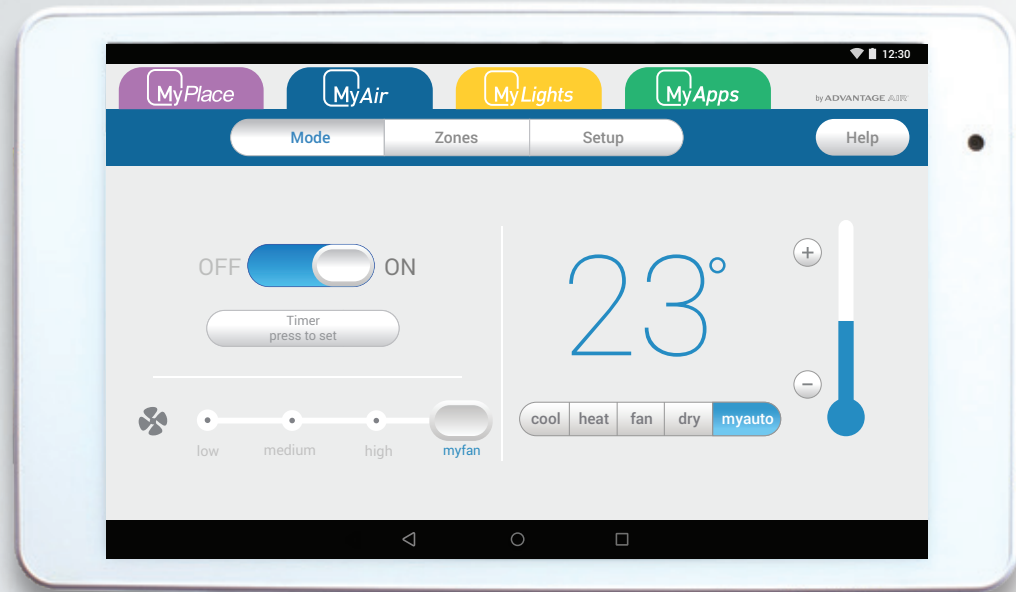 12:30
MyPlace
MyAir
MyLights
MyApps
by ADVANTAGE AIR
Mode
Zones
Setup
Help
OFF
ON
Timer
press to set
23°
+
−
low
medium
high
myfan
cool
heat
fan
dry
myauto